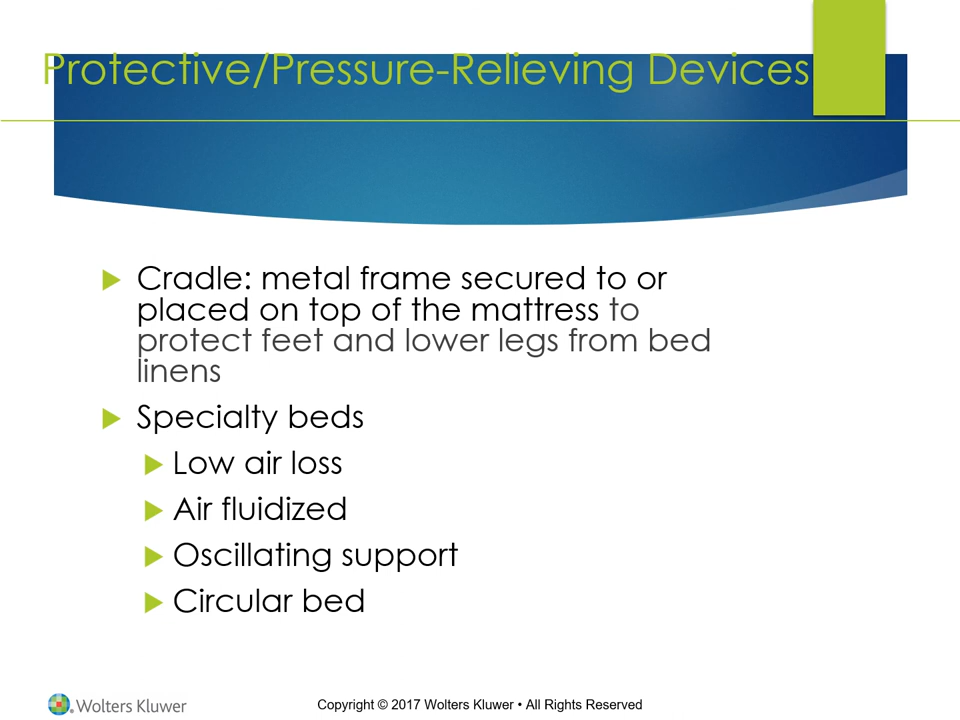 Protective/Pressure-Relieving Devices
Cradle: metal frame secured to or
placed on top of the mattress to
protect feet and lower legs from bed
linens
Specialty beds
Low air loss
Air fluidized
Oscillating support
Circular bed
Wolters Kluwer
Copyright © 2017 Wolters Kluwer • All Rights Reserved